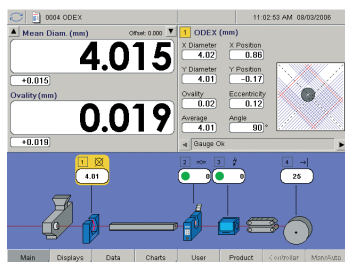 0004 ODEX
11:02:53 AM 08/03/2006
Mean Diam. (mm)
Offset: 0.000
4.015
+0.015
Ovality (mm)
0.019
+0.019
1 ODEX (mm)
X Diameter X Position
4.02 0.86
Y Diameter Y Position
4.01 -0.17
Ovality Eccentricity
0.02 0.12
Average Angle
4.01 90 °
Gauge Ok
1
4.01
2
0
3
0
4
25
Main Displays Data Charts User Product Controller Man/Auto